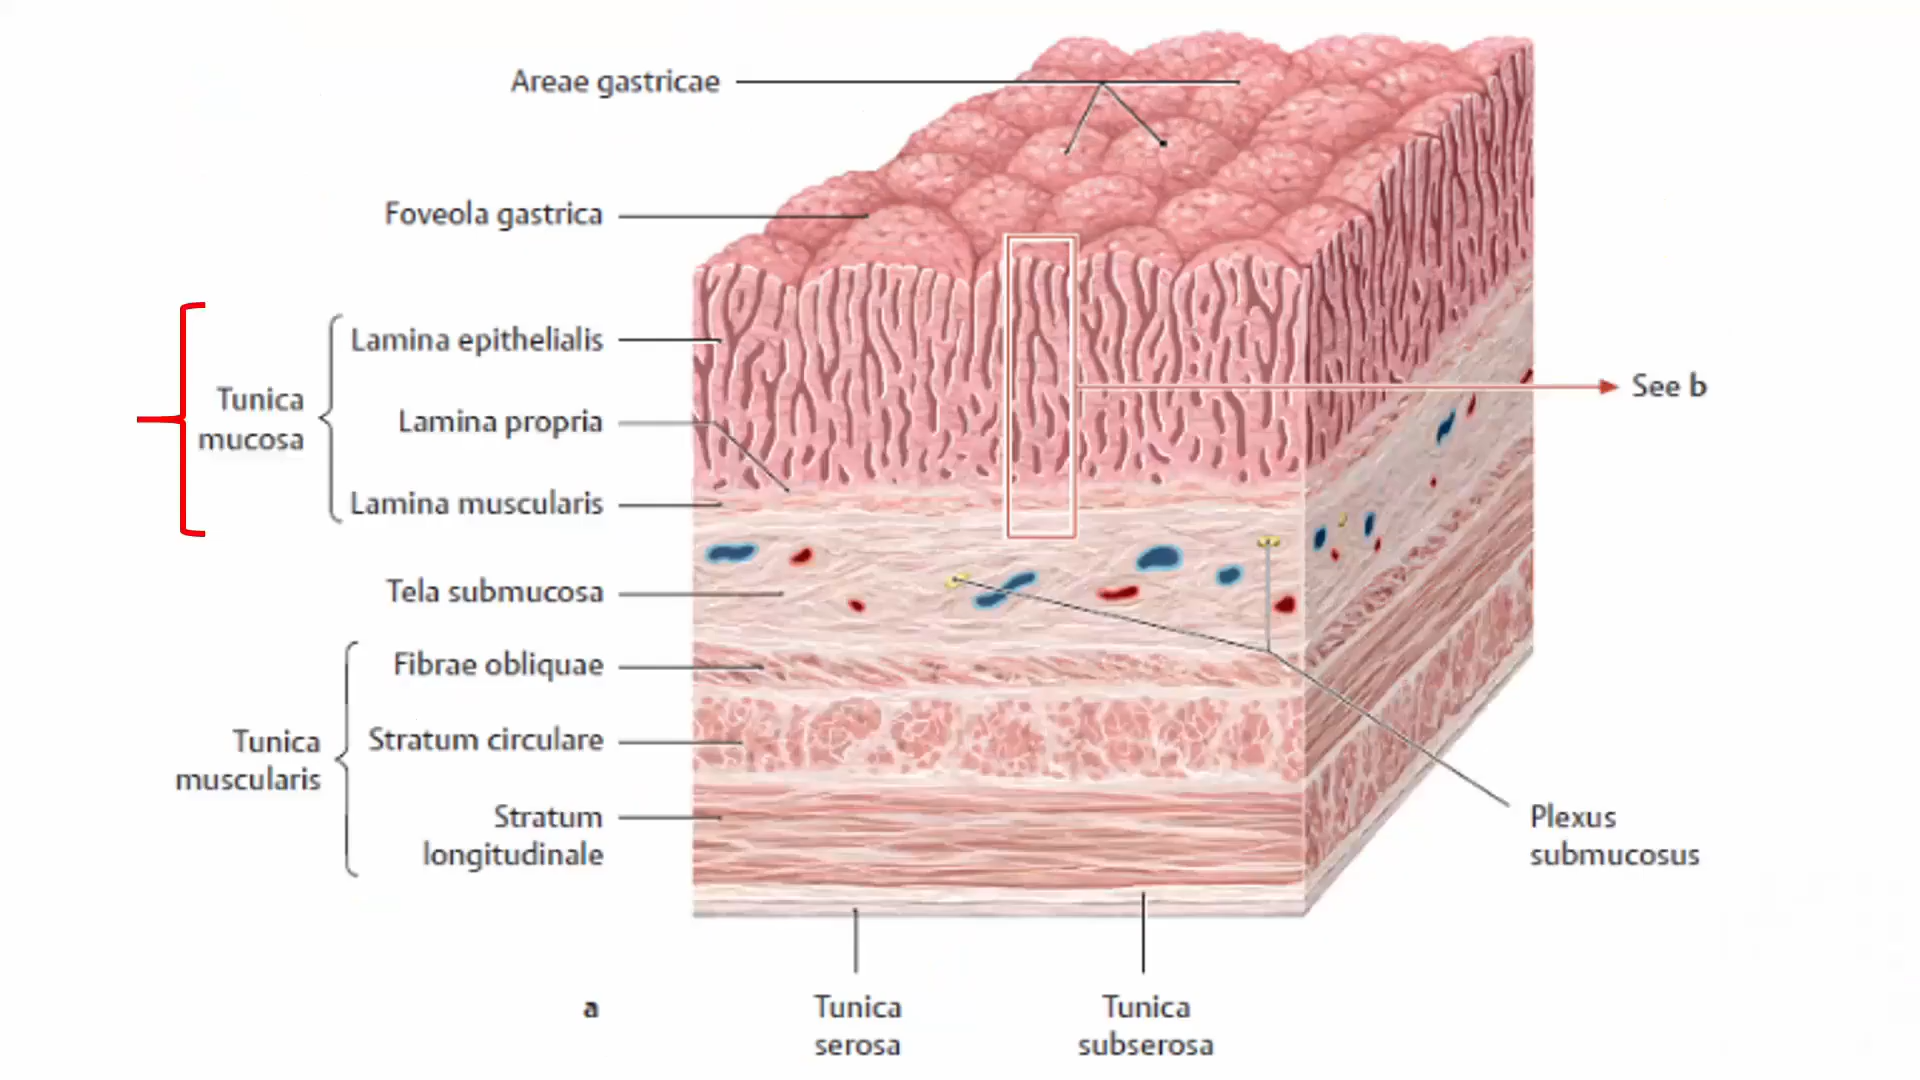 Areae gastricae
Foveola gastrica
Lamina epithelialis
Tunica
mucosa
Lamina propria
Lamina muscularis
See b
Tela submucosa
Fibrae obliquae
Tunica
muscularis
Stratum circulare
Stratum
longitudinale
Plexus
submucosus
a
Tunica
serosa
Tunica
subserosa